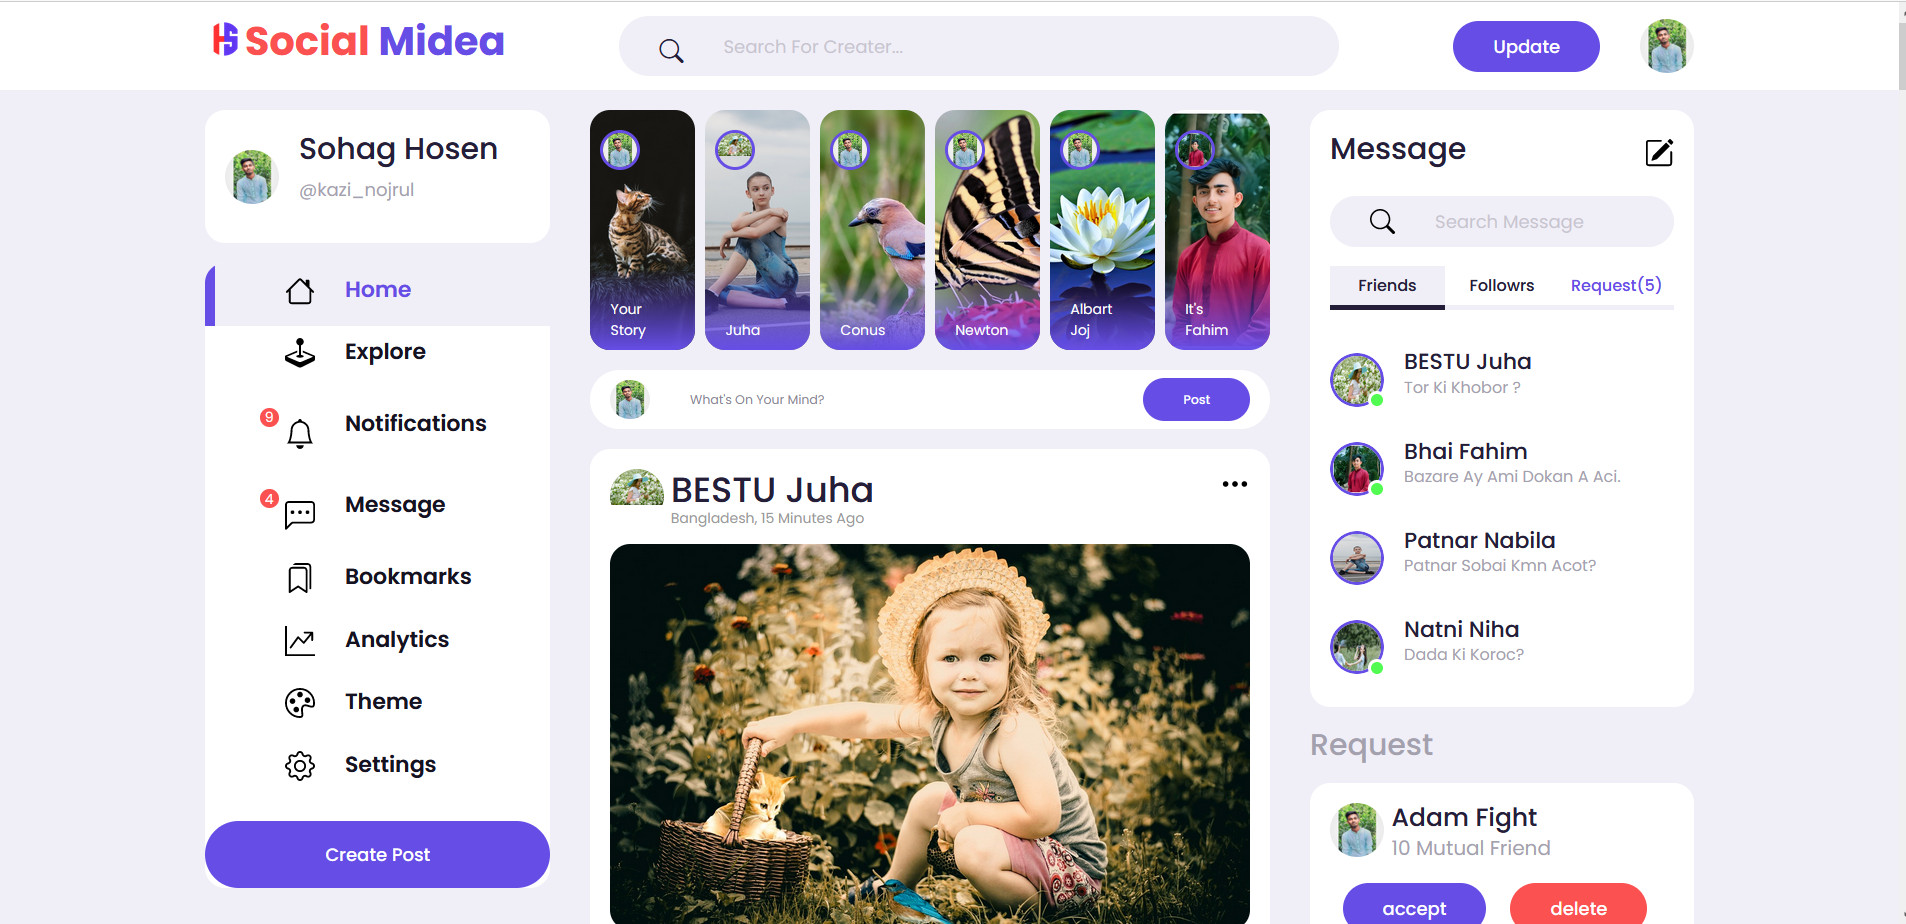 Social Midea
Search For Creater...
Update
Sohag Hosen
@kazi_nojrul
Home
Explore
9
Notifications
4
Message
Bookmarks
Analytics
Theme
Settings
Create Post
Your
Story
Juha
Conus
Newton
Albart
Joj
It's
Fahim
What's On Your Mind?
Post
BESTU Juha
Bangladesh, 15 Minutes Ago
Message
Search Message
Friends
Followrs
Request(5)
BESTU Juha
Tor Ki Khobor ?
Bhai Fahim
Bazare Ay Ami Dokan A Aci.
Patnar Nabila
Patnar Sobai Kmn Acot?
Natni Niha
Dada Ki Koroc?
Request
Adam Fight
10 Mutual Friend
accept
delete